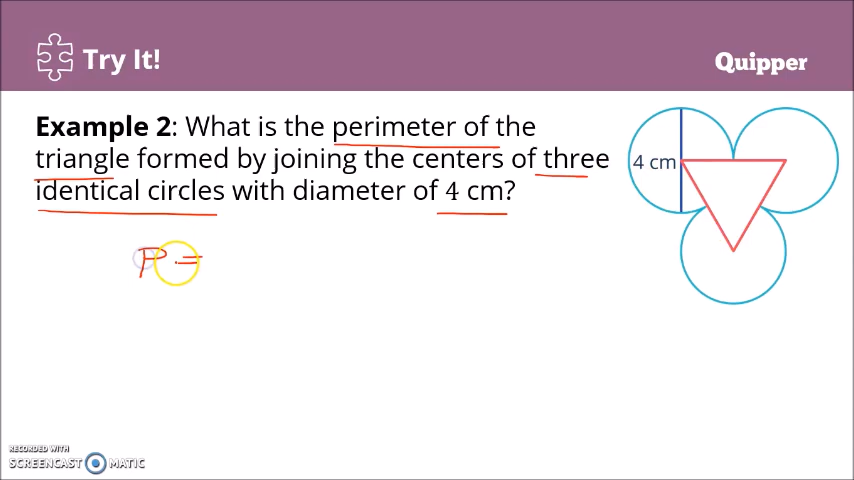 Try It!
Quipper
Example 2: What is the perimeter of the
triangle formed by joining the centers of three
identical circles with diameter of 4 cm?
4 cm
P =
RECORDED WITH
SCREENCAST MATIC